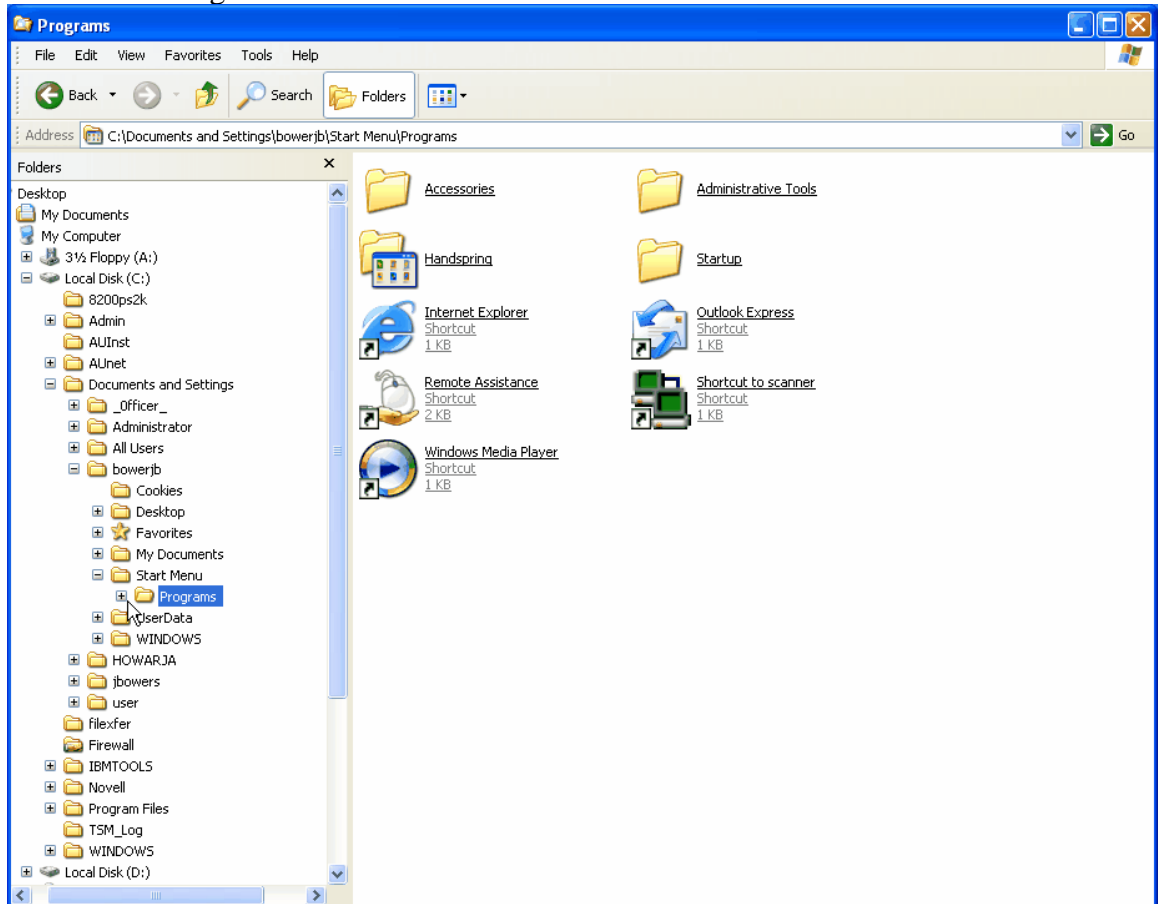 Programs
File Edit View Favorites Tools Help
Back Search Folders
Address C:\Documents and Settings\bowerjb\Start Menu\Programs Go
Folders
Desktop
My Documents
My Computer
3½ Floppy (A:)
Local Disk (C:)
8200ps2k
Admin
AUInst
AUnet
Documents and Settings
_Officer_
Administrator
All Users
bowerjb
Cookies
Desktop
Favorites
My Documents
Start Menu
Programs
UserData
WINDOWS
HOWARJA
jbowers
user
filexfer
Firewall
IBMTOOLS
Novell
Program Files
TSM_Log
WINDOWS
Local Disk (D:)
Accessories
Administrative Tools
Handspring
Startup
Internet Explorer
Shortcut
1 KB
Outlook Express
Shortcut
1 KB
Remote Assistance
Shortcut
2 KB
Shortcut to scanner
Shortcut
1 KB
Windows Media Player
Shortcut
1 KB